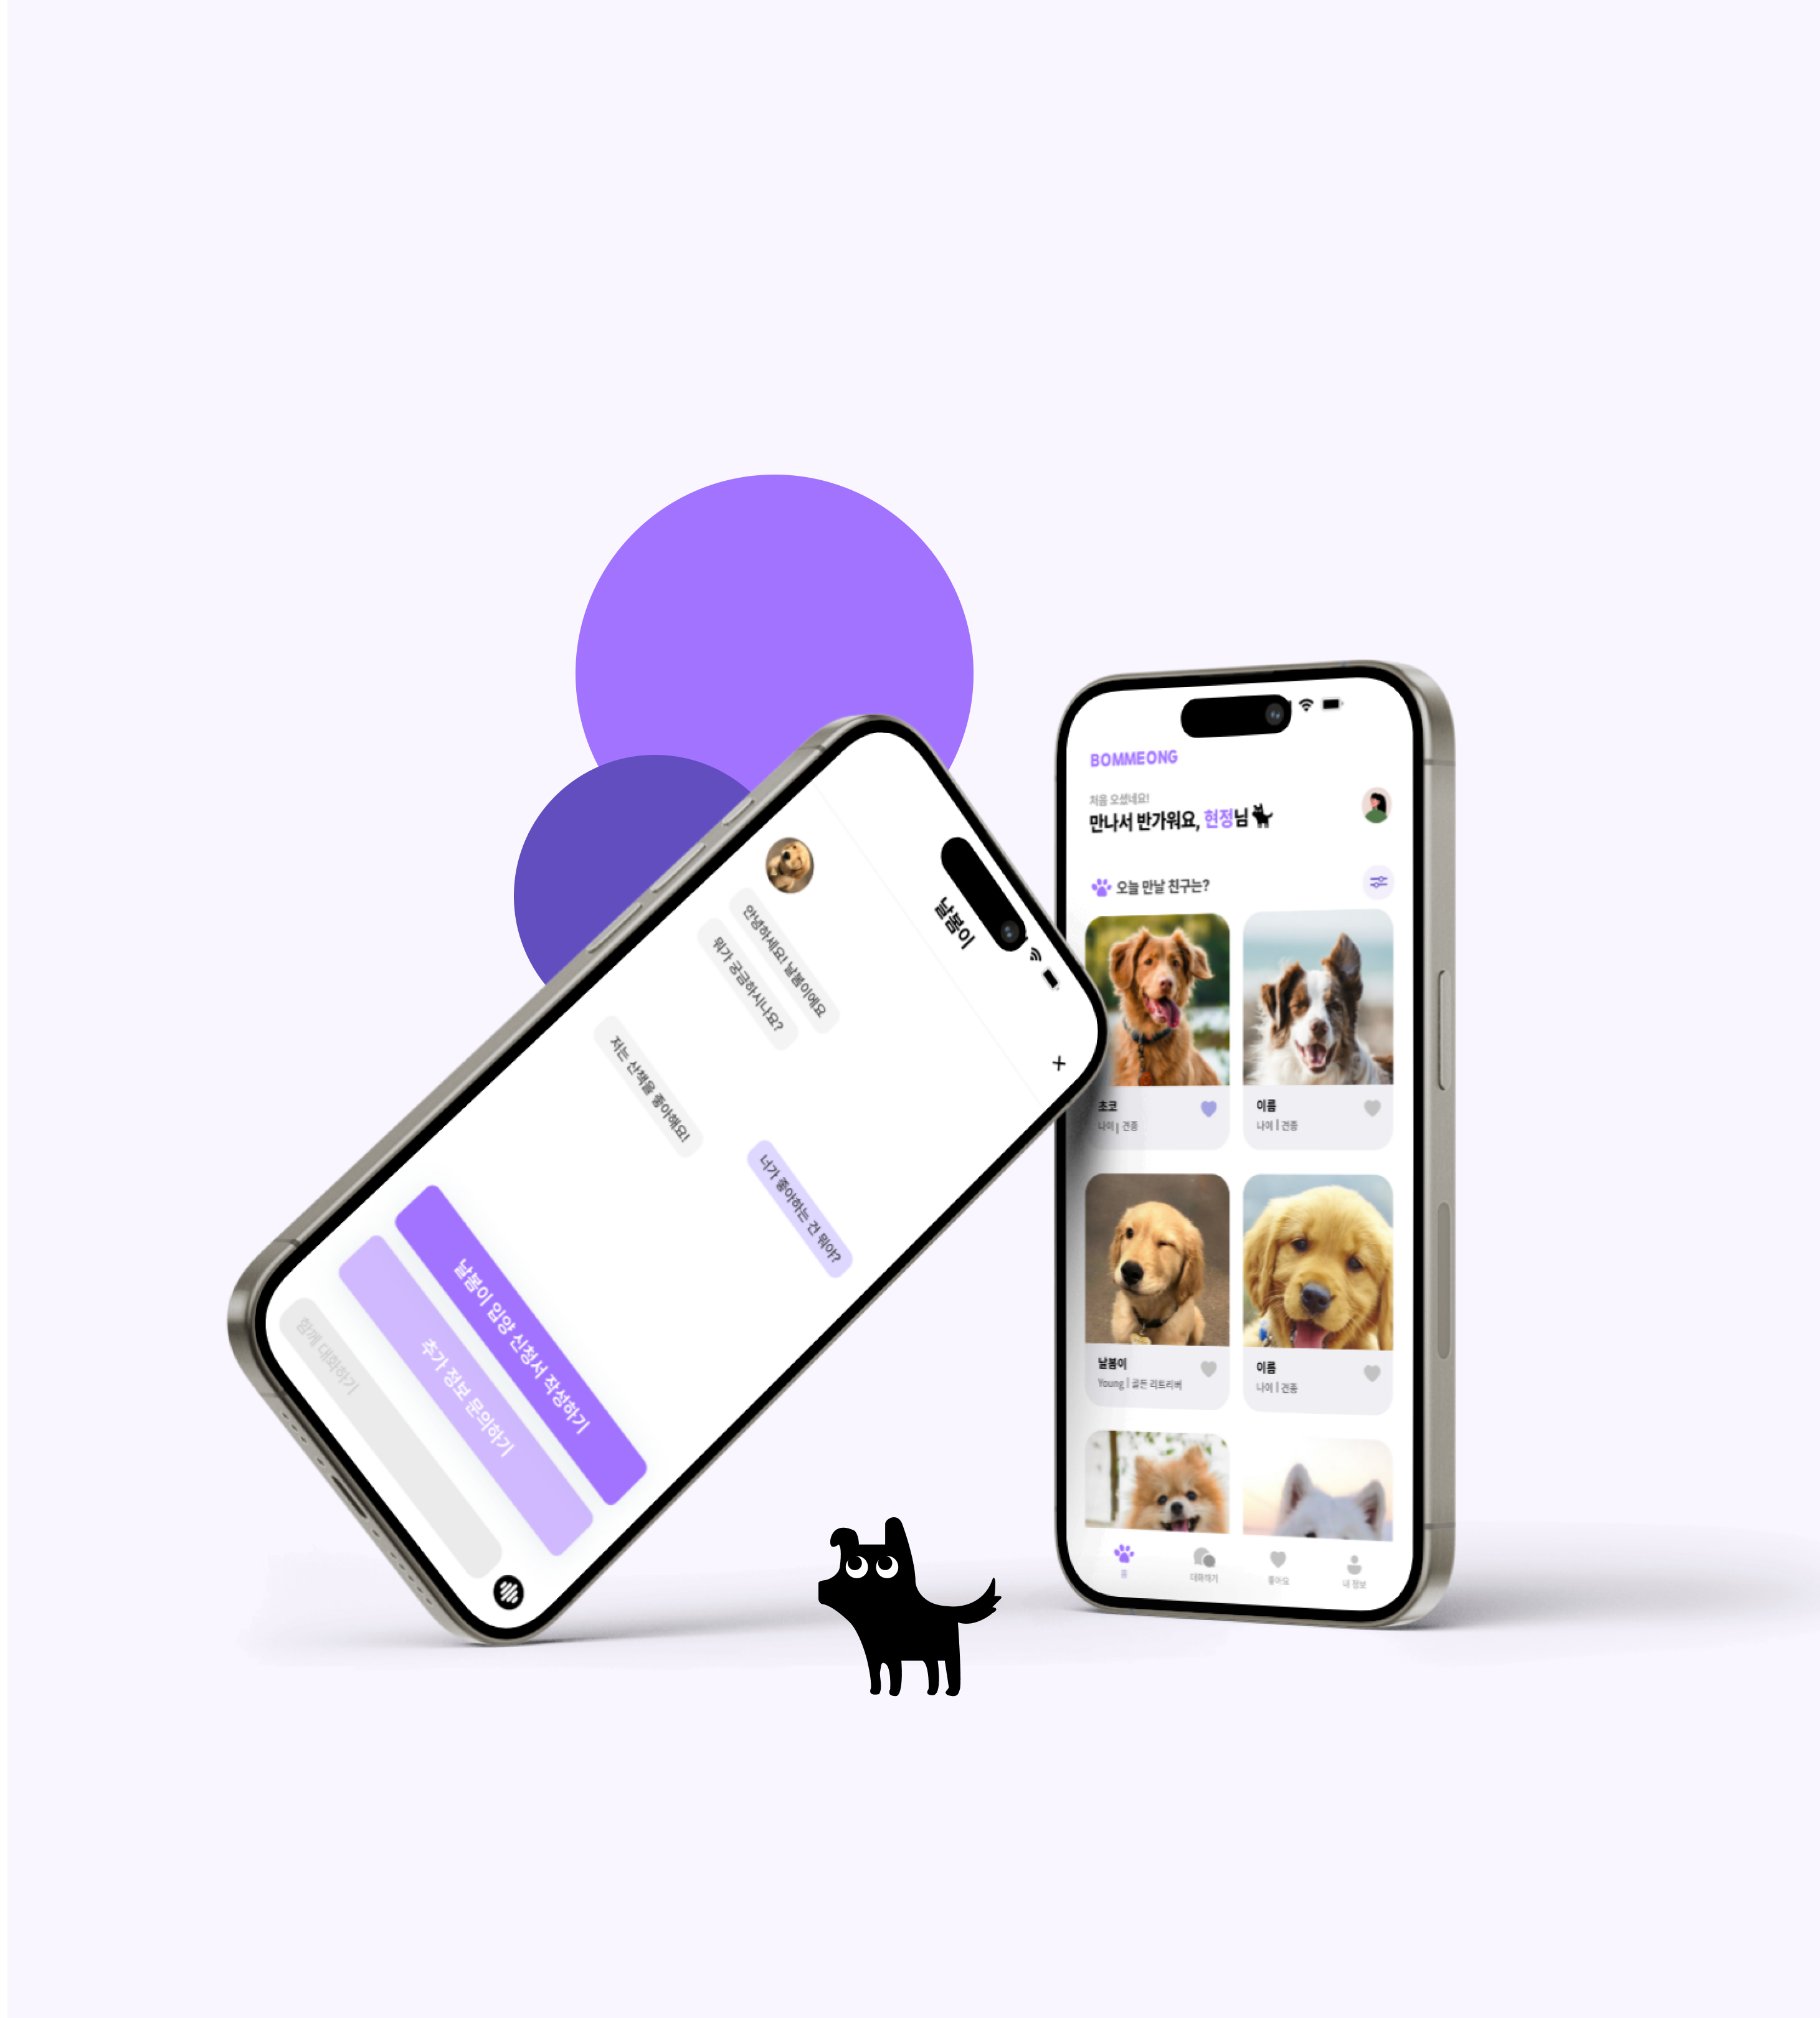 BOMMEONG
처음 오셨네요!
만나서 반가워요, 현정님
오늘 만날 친구는?
초코
나이 | 견종
이름
나이 | 견종
날봄이
Young | 골든 리트리버
이름
나이 | 견종
홈
대화하기
좋아요
내 정보
날봄이
안녕하세요! 날봄이에요
뭐가 궁금하시나요?
너가 좋아하는 건 뭐야?
저는 산책을 좋아해요!
날봄이 입양 신청서 작성하기
추가 정보 문의하기
함께 대화하기